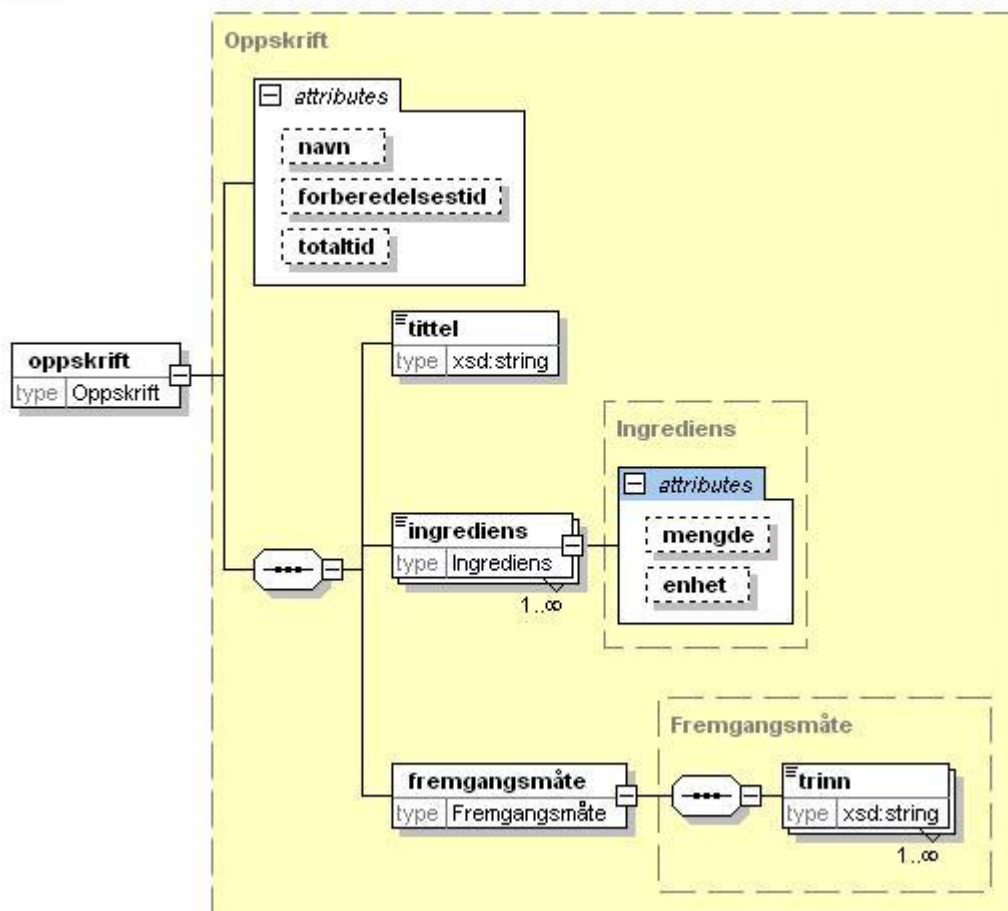 Oppskrift
attributes
navn
forberedelsestid
totaltid
oppskrift
type Oppskrift
tittel
type xsd:string
ingrediens
type Ingrediens
1..∞
Ingrediens
attributes
mengde
enhet
fremgangsmåte
type Fremgangsmåte
Fremgangsmåte
trinn
type xsd:string
1..∞